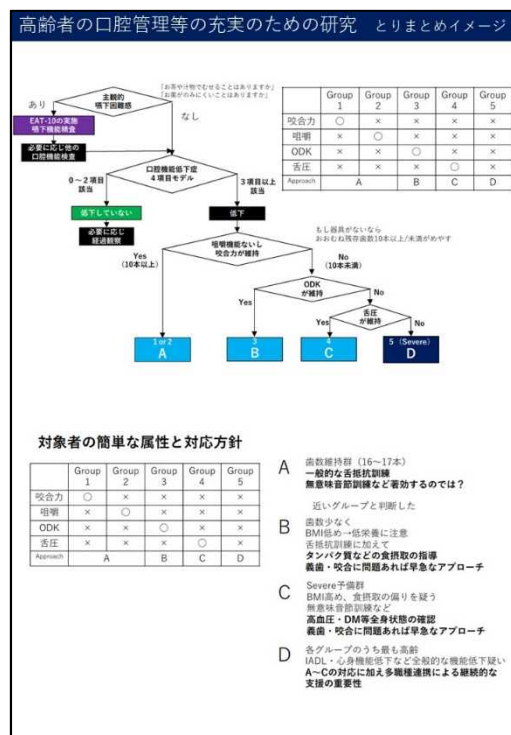 高齢者の口腔管理等の充実のための研究 とりまとめイメージ
主観的
嚥下困難感
「お茶や汁物でむせることはありますか」
「お薬がのみにくいことはありますか」
あり
なし
EAT-10の実施
嚥下機能精査
必要に応じ他の
口腔機能検査
Group 1 Group 2 Group 3 Group 4 Group 5
咬合力 ○ × × × ×
咀嚼 × ○ × × ×
ODK × × ○ × ×
舌圧 × × × ○ ×
Approach A B C D
口腔機能低下症
4項目モデル
0～2項目
該当
3項目以上
該当
低下していない
低下
必要に応じ
経過観察
咀嚼機能ないし
咬合力が維持
もし器具がないなら
おおむね残存歯数10本以上/未満がめやす
Yes
(10本以上)
No
(10本未満)
ODK
が維持
Yes
No
舌圧
が維持
Yes
No
1 or 2
A
3
B
4
C
5 (Severe)
D
対象者の簡単な属性と対応方針
Group 1 Group 2 Group 3 Group 4 Group 5
咬合力 ○ × × × ×
咀嚼 × ○ × × ×
ODK × × ○ × ×
舌圧 × × × ○ ×
Approach A B C D
A 歯数維持群（16～17本）
一般的な舌抵抗訓練
無意味音節訓練など著効するのでは？
近いグループと判断した
B 歯数少なく
BMI低め→低栄養に注意
舌抵抗訓練に加えて
タンパク質などの食摂取の指導
義歯・咬合に問題あれば早急なアプローチ
C Severe予備群
BMI高め、食摂取の偏りを疑う
無意味音節訓練など
高血圧・DM等全身状態の確認
義歯・咬合に問題あれば早急なアプローチ
D 各グループのうち最も高齢
IADL・心身機能低下など全般的な機能低下疑い
A～Cの対応に加え多職種連携による継続的な
支援の重要性